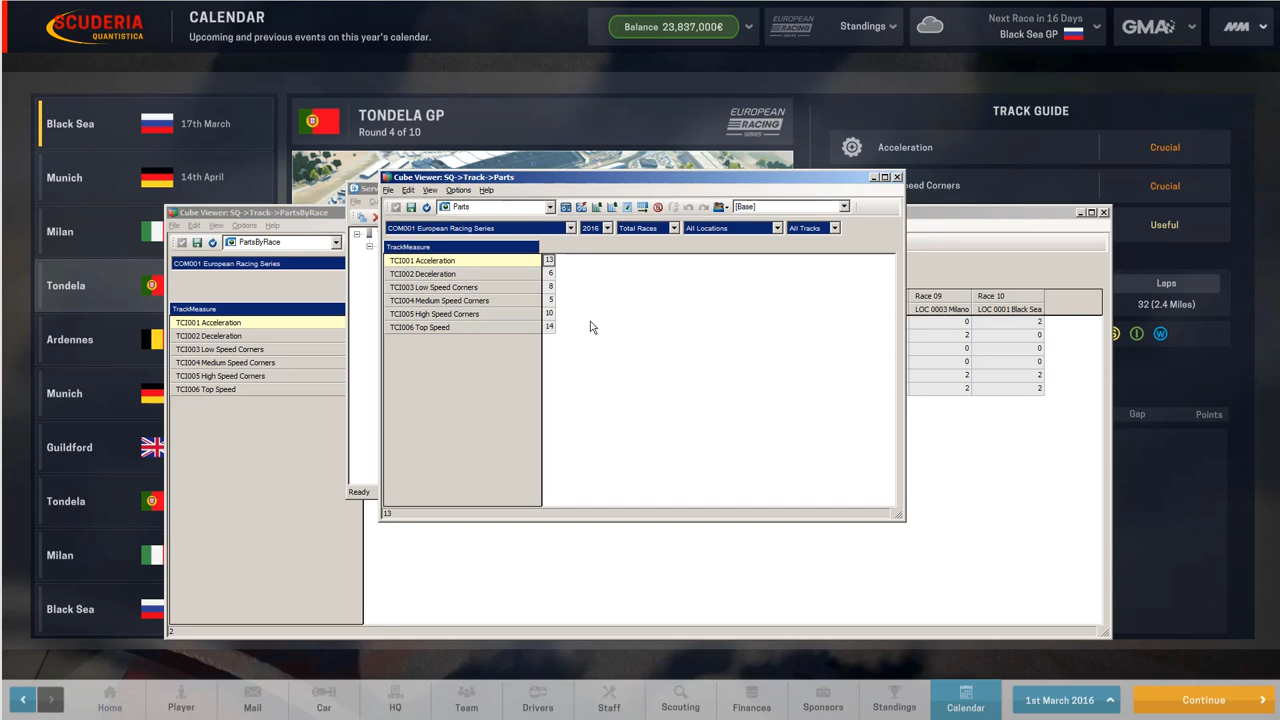 SCUDERIA
QUANTISTICA
CALENDAR
Upcoming and previous events on this year's calendar.
Balance 23,837,000€
EUROPEAN
RACING
SERIES
Standings
Next Race in 16 Days
Black Sea GP
GMA
Black Sea 17th March
Munich 14th April
Milan
Tondela
Ardennes
Munich
Guildford
Tondela
Milan
Black Sea
TONDELA GP
Round 4 of 10
EUROPEAN
RACING
SERIES
TRACK GUIDE
Acceleration Crucial
eed Corners Crucial
Useful
Laps
32 (2.4 Miles)
S I W
Gap Points
Cube Viewer: SQ->Track->PartsByRace
File Edit View Options Help
PartsByRace
COM001 European Racing Series
TrackMeasure
TCI001 Acceleration
TCI002 Deceleration
TCI003 Low Speed Corners
TCI004 Medium Speed Corners
TCI005 High Speed Corners
TCI006 Top Speed
2
Race 09 Race 10
LOC 0003 Milano LOC 0001 Black Sea
0 2
2 0
0 0
0 0
2 2
2 2
Serv
File Cu
Ready
Cube Viewer: SQ->Track->Parts
File Edit View Options Help
Parts [Base]
COM001 European Racing Series 2016 Total Races All Locations All Tracks
TrackMeasure
TCI001 Acceleration 13
TCI002 Deceleration 6
TCI003 Low Speed Corners 8
TCI004 Medium Speed Corners 5
TCI005 High Speed Corners 10
TCI006 Top Speed 14
13
Home Player Mail Car HQ Team Drivers Staff Scouting Finances Sponsors Standings Calendar
1st March 2016
Continue